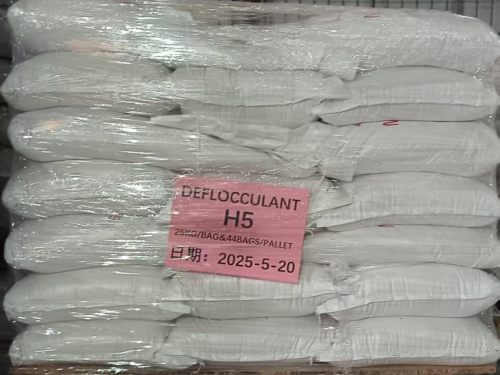 DEFLOCCULANT
H5
25KG/BAG&44BAGS/PALLET
日期：2025-5-20